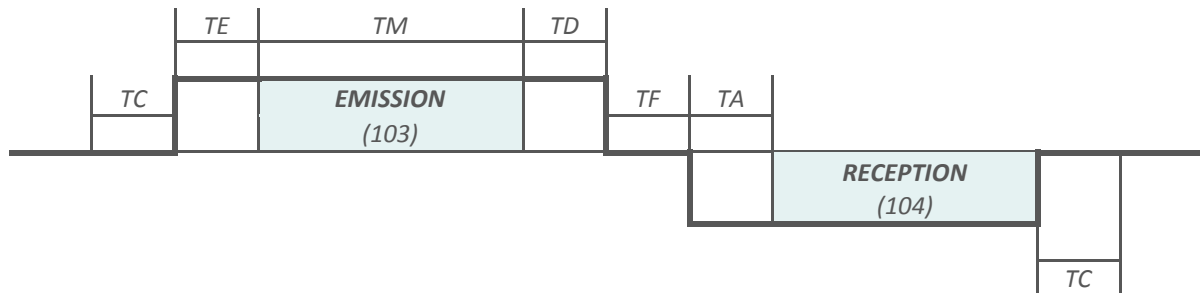 TE TM TD
TC EMISSION TF TA
(103)
RECEPTION
(104)
TC